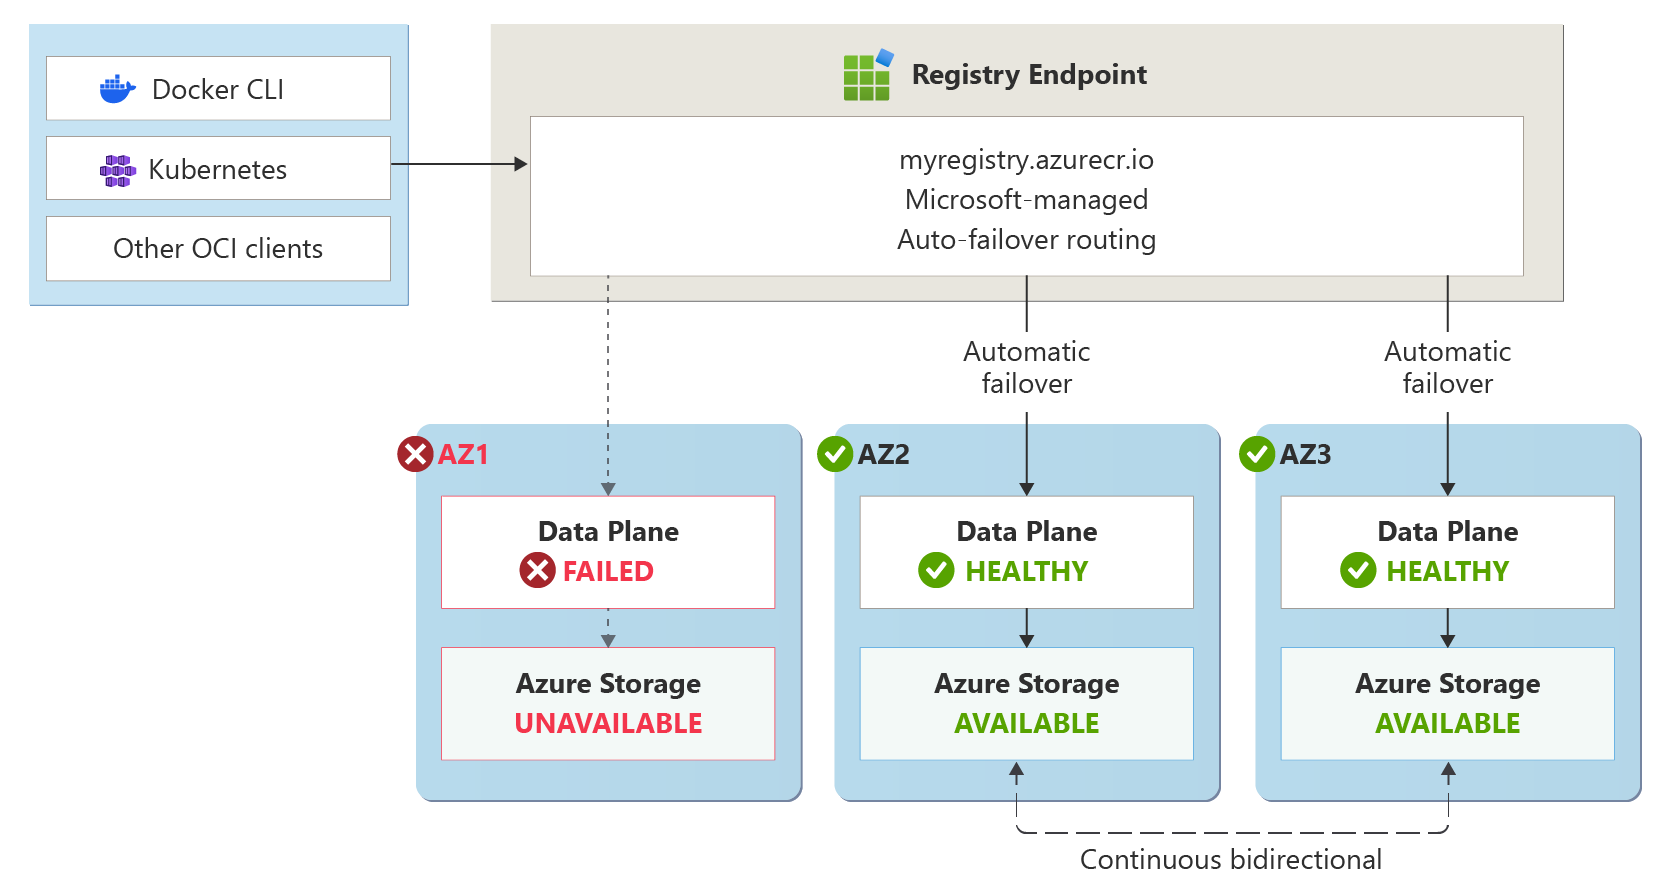 Docker CLI
Kubernetes
Other OCI clients
Registry Endpoint
myregistry.azurecr.io
Microsoft-managed
Auto-failover routing
Automatic
failover
Automatic
failover
AZ1
Data Plane
FAILED
Azure Storage
UNAVAILABLE
AZ2
Data Plane
HEALTHY
Azure Storage
AVAILABLE
AZ3
Data Plane
HEALTHY
Azure Storage
AVAILABLE
Continuous bidirectional